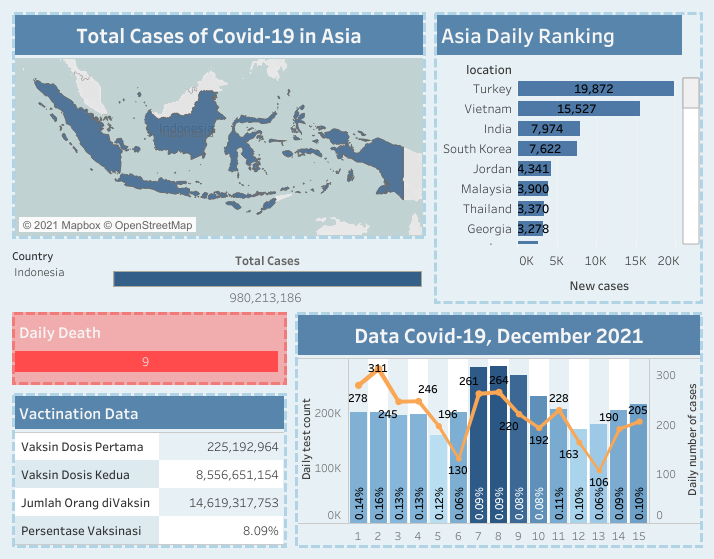 Total Cases of Covid-19 in Asia
Indonesia
© 2021 Mapbox © OpenStreetMap
Country
Indonesia
Total Cases
980,213,186
Asia Daily Ranking
location
Turkey 19,872
Vietnam 15,527
India 7,974
South Korea 7,622
Jordan 4,341
Malaysia 3,900
Thailand 3,370
Georgia 3,278
0K 5K 10K 15K 20K
New cases
Daily Death
9
Vactination Data
Vaksin Dosis Pertama 225,192,964
Vaksin Dosis Kedua 8,556,651,154
Jumlah Orang diVaksin 14,619,317,753
Persentase Vaksinasi 8.09%
Data Covid-19, December 2021
Daily test count
200K
100K
0K
278 311 245 246 196 130 261 264 220 192 228 163 106 190 205
0.14% 0.16% 0.13% 0.13% 0.12% 0.06% 0.09% 0.09% 0.08% 0.08% 0.11% 0.10% 0.06% 0.09% 0.10%
1 2 3 4 5 6 7 8 9 10 11 12 13 14 15
300
200
100
0
Daily number of cases